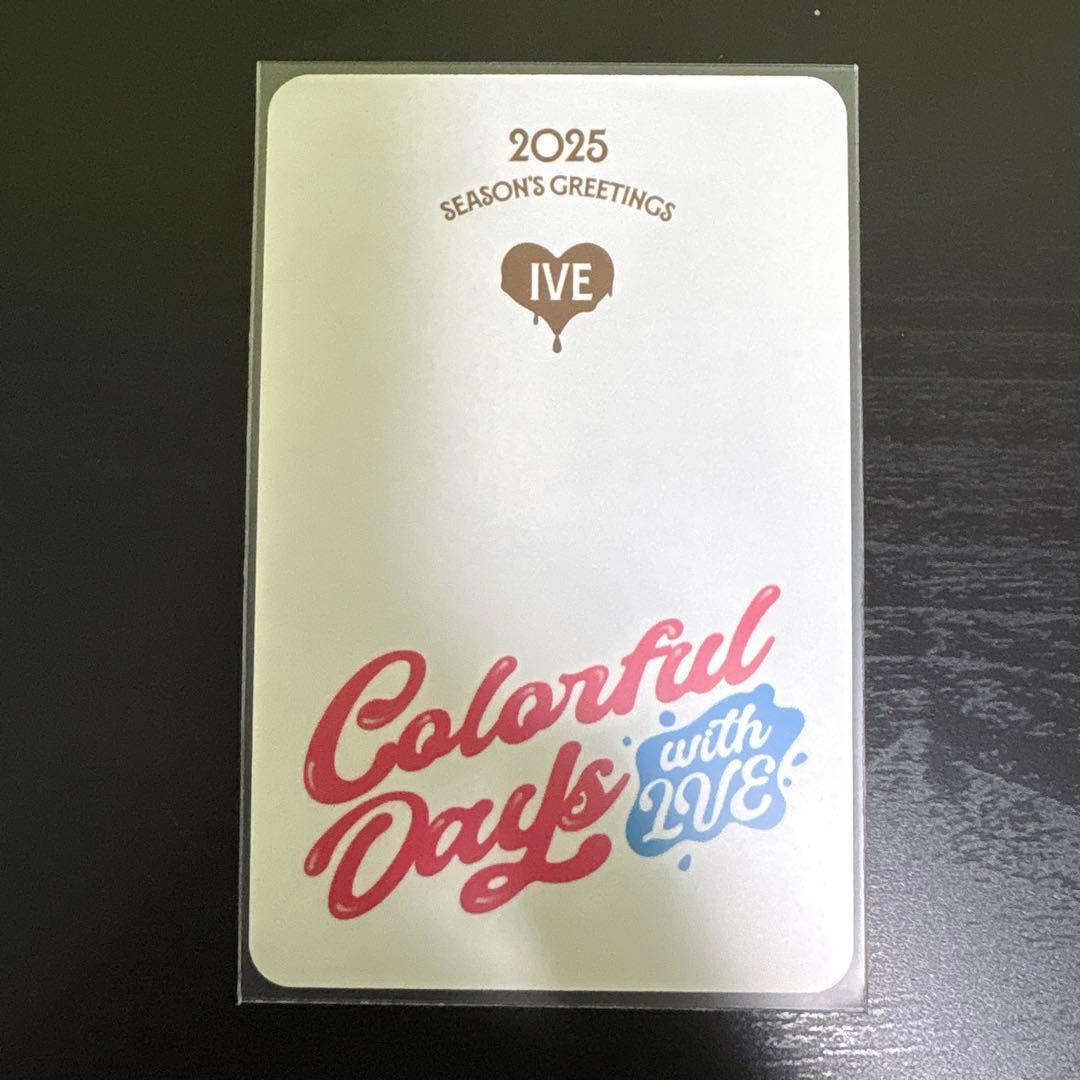 2025
SEASON'S GREETINGS
IVE
Colorful
Days
with
IVE